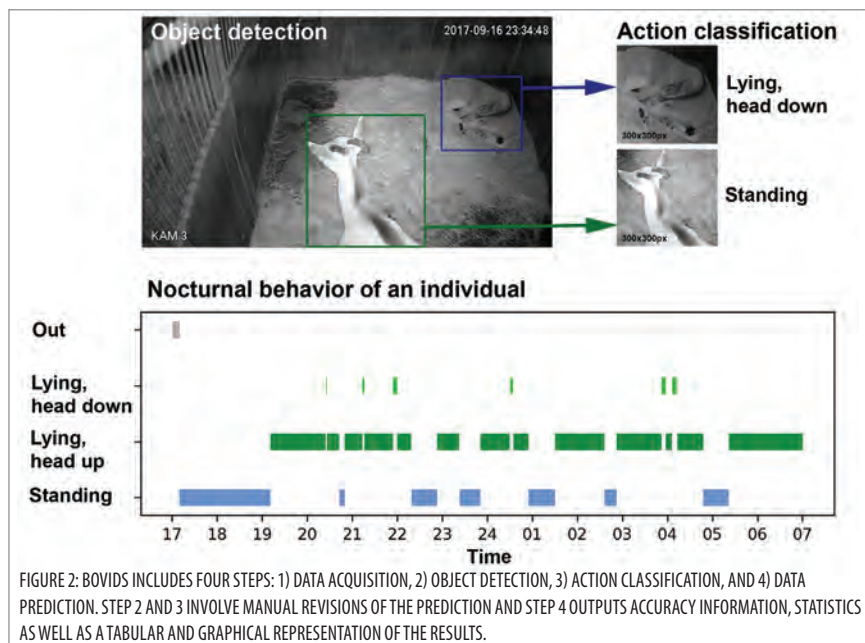 Object detection
2017-09-16 23:34:48
Action classification
300x300px
Lying,
head down
300x300px
Standing
KAM 3
Nocturnal behavior of an individual
Out
Lying,
head down
Lying,
head up
Standing
17 18 19 20 21 22 23 24 01 02 03 04 05 06 07
Time
FIGURE 2: BOVIDS INCLUDES FOUR STEPS: 1) DATA ACQUISITION, 2) OBJECT DETECTION, 3) ACTION CLASSIFICATION, AND 4) DATA
PREDICTION. STEP 2 AND 3 INVOLVE MANUAL REVISIONS OF THE PREDICTION AND STEP 4 OUTPUTS ACCURACY INFORMATION, STATISTICS
AS WELL AS A TABULAR AND GRAPHICAL REPRESENTATION OF THE RESULTS.